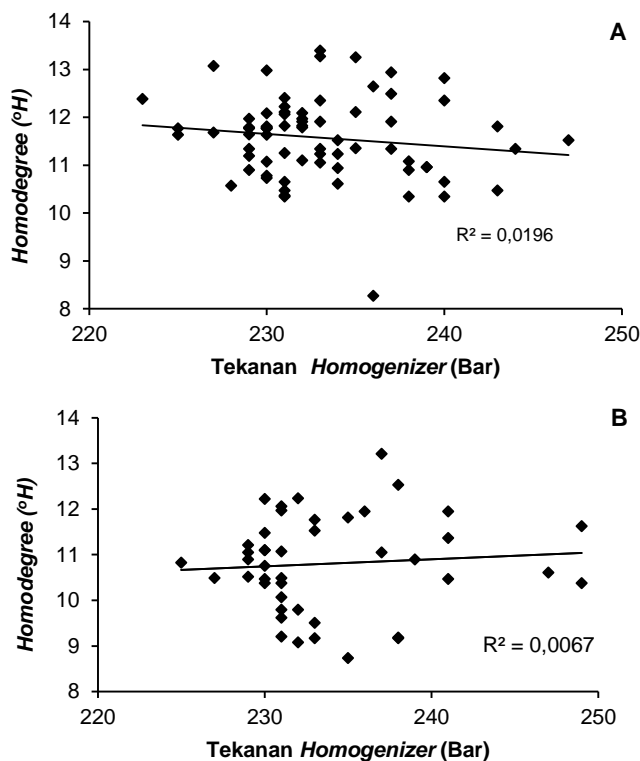 A
14
13
12
11
10
9
8
Homodegree (ºH)
R² = 0,0196
220 230 240 250
Tekanan Homogenizer (Bar)
B
14
13
12
11
10
9
8
Homodegree (ºH)
R² = 0,0067
220 230 240 250
Tekanan Homogenizer (Bar)